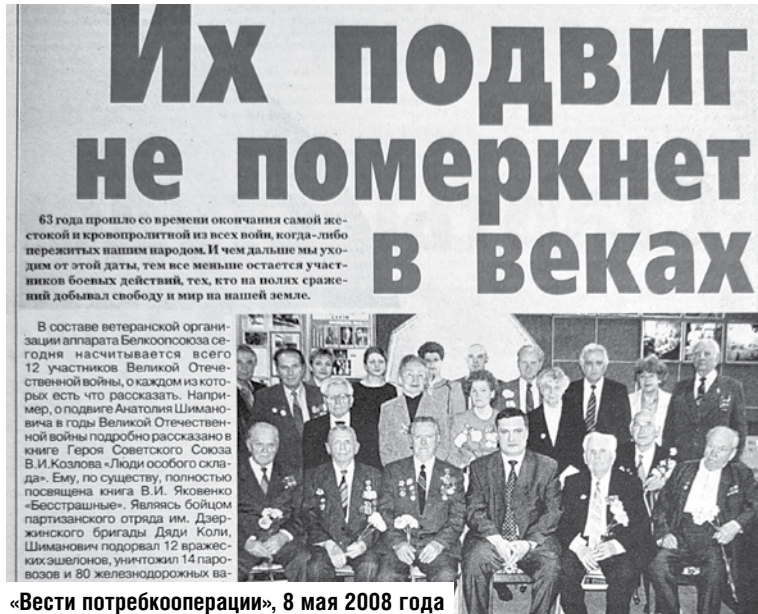 Их подвиг
не померкнет
в веках
63 года прошло со времени окончания самой же-
стокой и кровопролитной из всех войн, когда-либо
пережитых нашим народом. И чем дальше мы ухо-
дим от этой даты, тем все меньше остается участ-
ников боевых действий, тех, кто на полях сраже-
ний добывал свободу и мир на нашей земле.
В составе ветеранской органи-
зации аппарата Белкоопсоюза се-
годня насчитывается всего
12 участников Великой Отече-
ственной войны, о каждом из кото-
рых есть что рассказать. Напри-
мер, о подвиге Анатолия Шимано-
вича в годы Великой Отечествен-
ной войны подробно рассказано в
книге Героя Советского Союза
В.И.Козлова «Люди особого скла-
да». Ему, по существу, полностью
посвящена книга В.И. Яковенко
«Бесстрашные». Являясь бойцом
партизанского отряда им. Дзер-
жинского бригады Дяди Коли,
Шиманович подорвал 12 вражес-
ких эшелонов, уничтожил 14 паро-
возов и 80 железнодорожных ва-
«Вести потребкооперации», 8 мая 2008 года